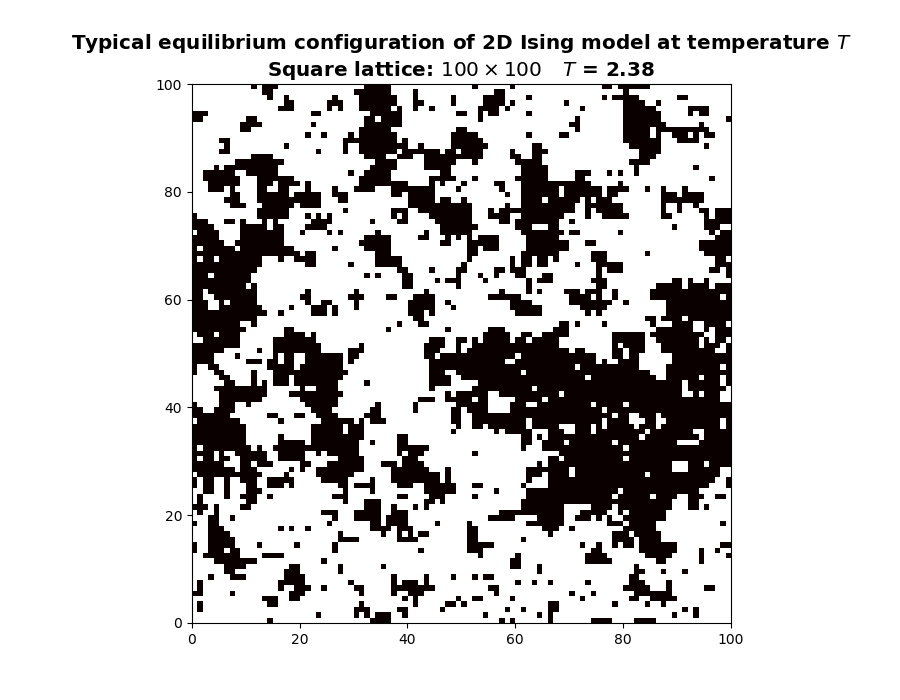 Typical equilibrium configuration of 2D Ising model at temperature T
Square lattice: 100 × 100 T = 2.38
100
80
60
40
20
0
0 20 40 60 80 100